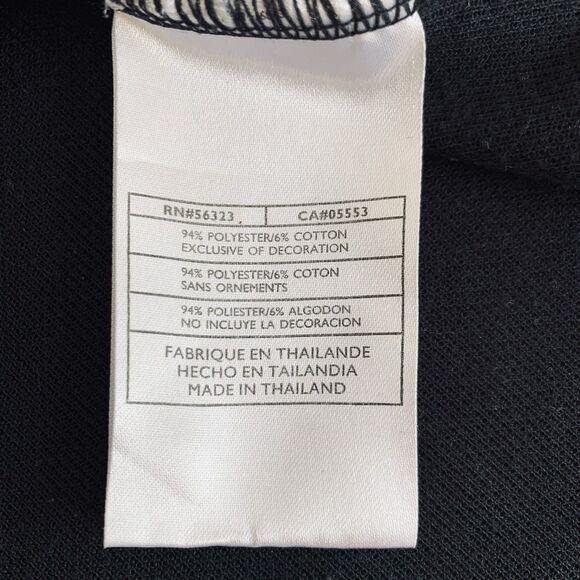 RN#56323
CA#05553
94% POLYESTER/6% COTTON
EXCLUSIVE OF DECORATION
94% POLYESTER/6% COTON
SANS ORNEMENTS
94% POLIESTER/6% ALGODON
NO INCLUYE LA DECORACION
FABRIQUE EN THAILANDE
HECHO EN TAILANDIA
MADE IN THAILAND